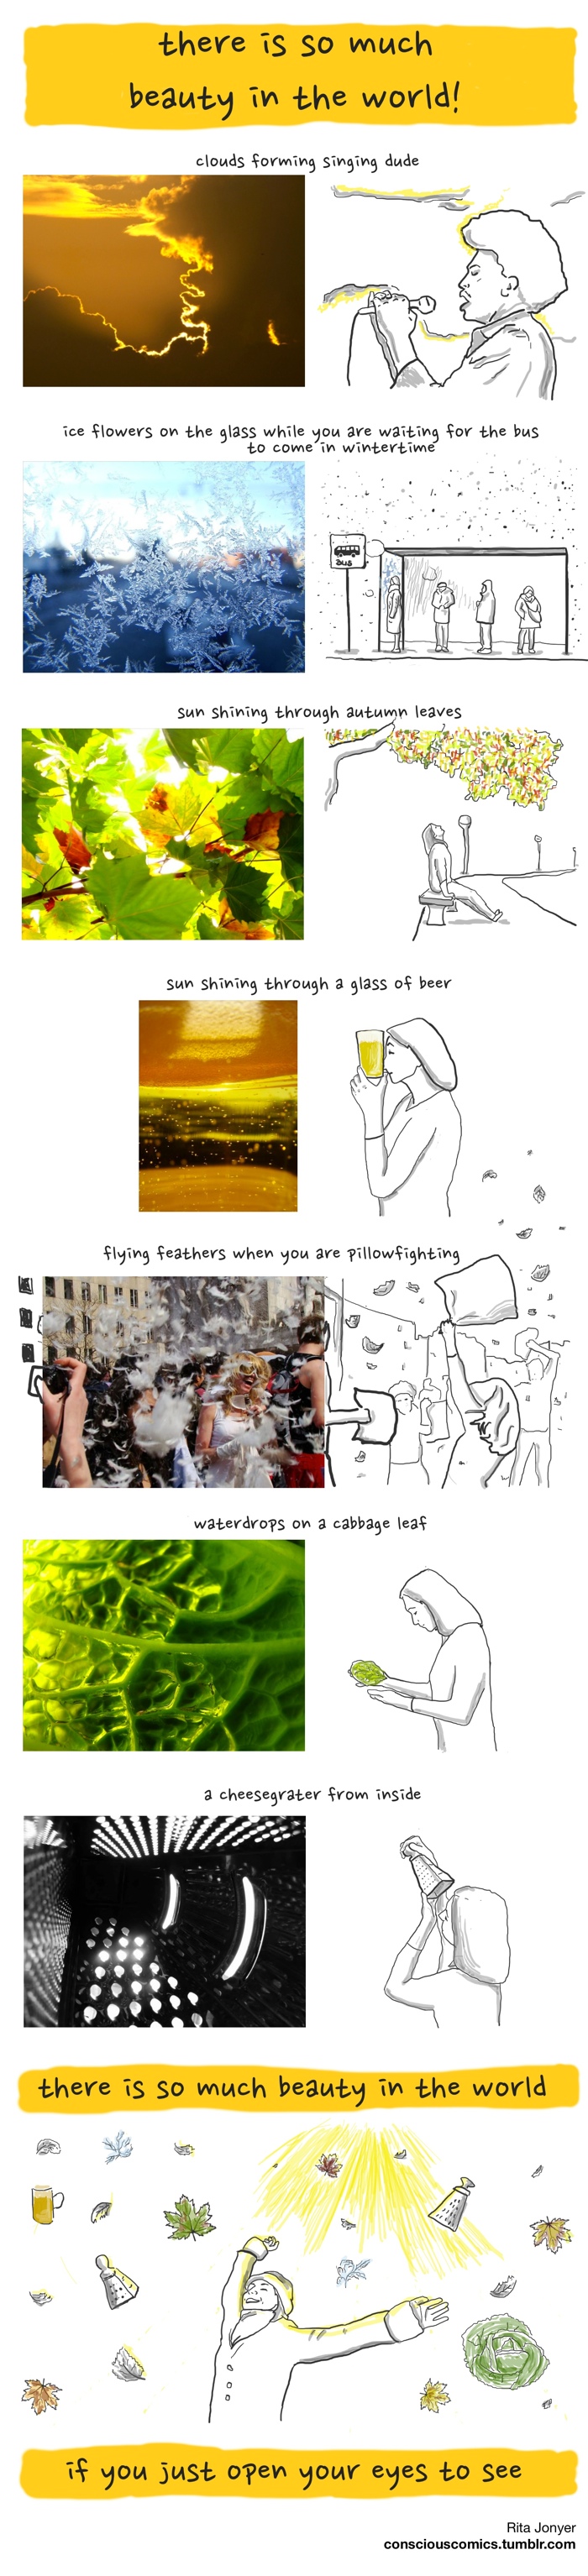 there is so much
beauty in the world!
clouds forming singing dude
ice flowers on the glass while you are waiting for the bus
to come in wintertime
BUS
sun shining through autumn leaves
sun shining through a glass of beer
flying feathers when you are pillowfighting
waterdrops on a cabbage leaf
a cheesegrater from inside
there is so much beauty in the world
if you just open your eyes to see
Rita Jonyer
consciouscomics.tumblr.com